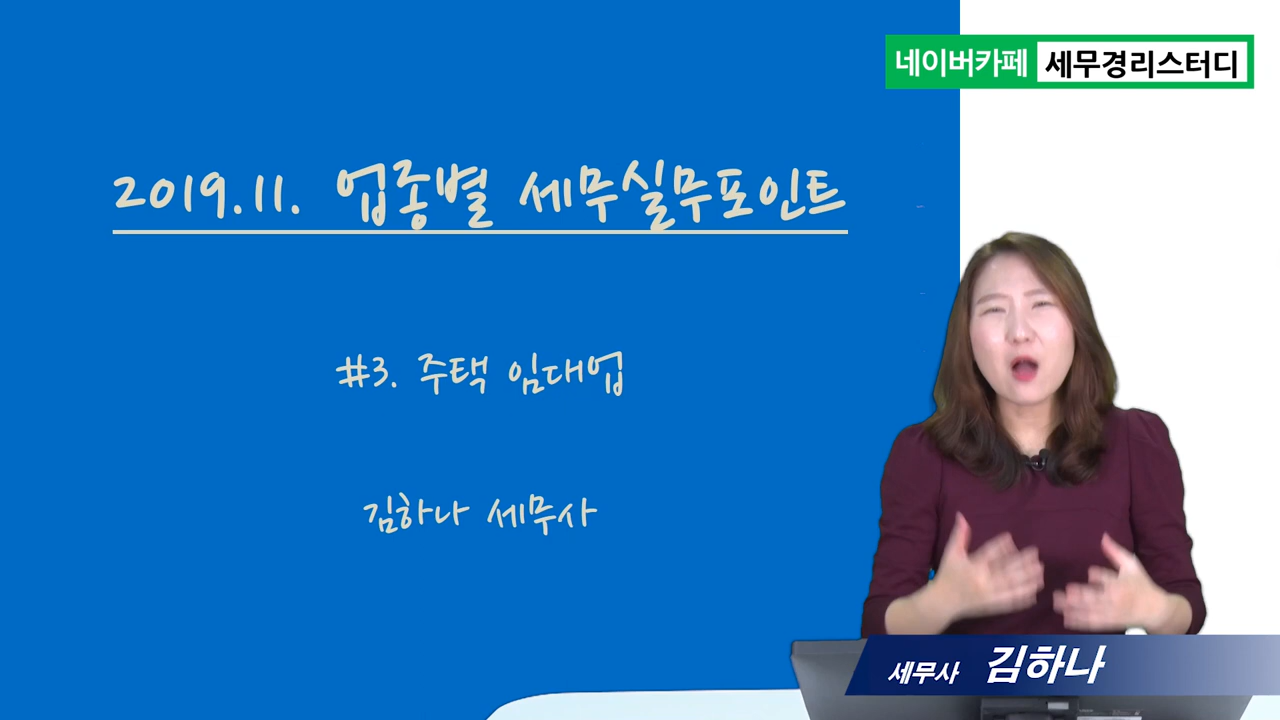 네이버카페 세무경리스터디
2019.11. 업종별 세무실무포인트
#3. 주택 임대업
김하나 세무사
세무사 김하나